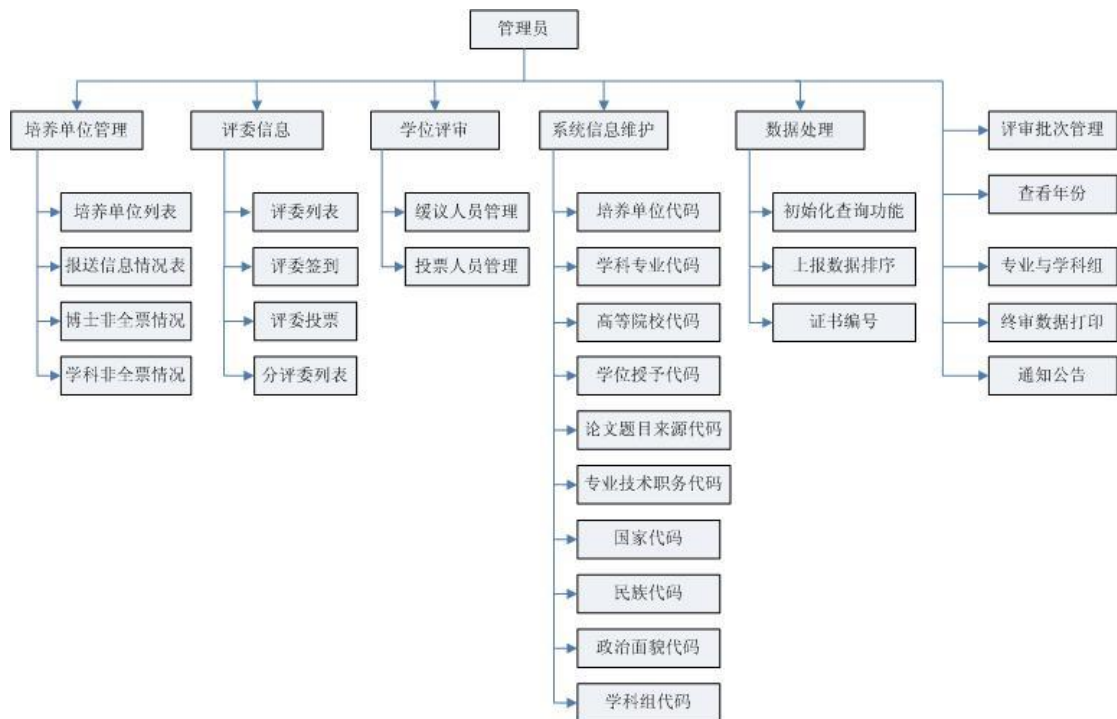 管理员
培养单位管理
评委信息
学位评审
系统信息维护
数据处理
评审批次管理
查看年份
专业与学科组
终审数据打印
通知公告
培养单位列表
报送信息情况表
博士非全票情况
学科非全票情况
评委列表
评委签到
评委投票
分评委列表
缓议人员管理
投票人员管理
培养单位代码
学科专业代码
高等院校代码
学位授予代码
论文题目来源代码
专业技术职务代码
国家代码
民族代码
政治面貌代码
学科组代码
初始化查询功能
上报数据排序
证书编号